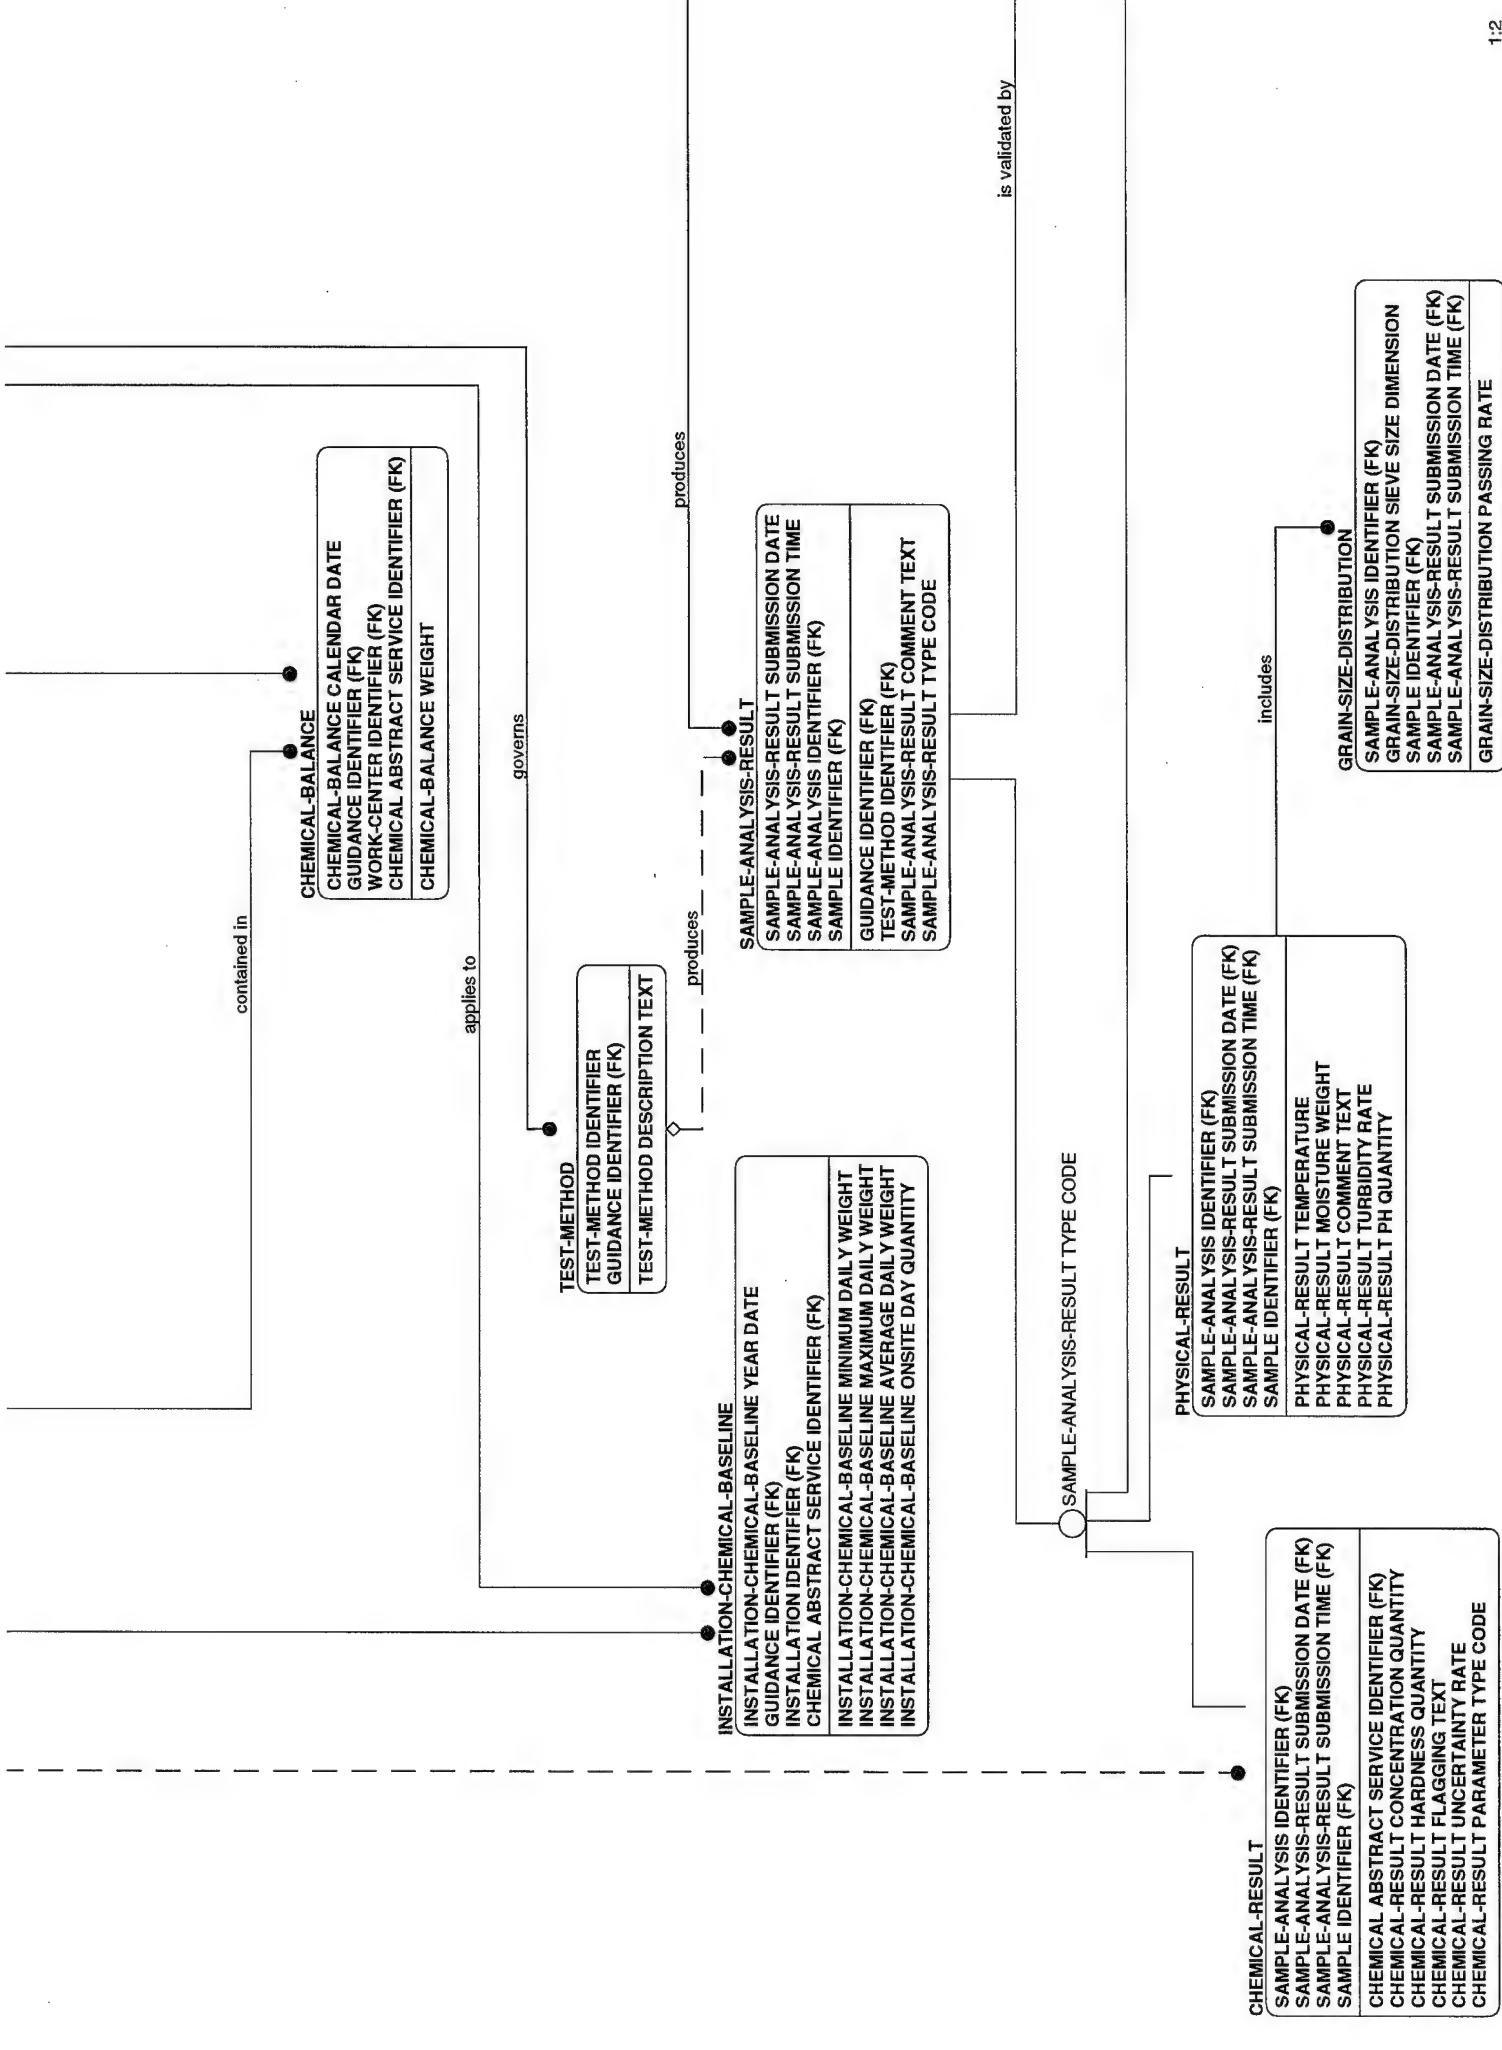 contained in
CHEMICAL-BALANCE
CHEMICAL-BALANCE CALENDAR DATE
GUIDANCE IDENTIFIER (FK)
WORK-CENTER IDENTIFIER (FK)
CHEMICAL ABSTRACT SERVICE IDENTIFIER (FK)
CHEMICAL-BALANCE WEIGHT
applies to
governs
TEST-METHOD
TEST-METHOD IDENTIFIER
GUIDANCE IDENTIFIER (FK)
TEST-METHOD DESCRIPTION TEXT
produces
produces
INSTALLATION-CHEMICAL-BASELINE
INSTALLATION-CHEMICAL-BASELINE YEAR DATE
GUIDANCE IDENTIFIER (FK)
INSTALLATION IDENTIFIER (FK)
CHEMICAL ABSTRACT SERVICE IDENTIFIER (FK)
INSTALLATION-CHEMICAL-BASELINE MINIMUM DAILY WEIGHT
INSTALLATION-CHEMICAL-BASELINE MAXIMUM DAILY WEIGHT
INSTALLATION-CHEMICAL-BASELINE AVERAGE DAILY WEIGHT
INSTALLATION-CHEMICAL-BASELINE ONSITE DAY QUANTITY
SAMPLE-ANALYSIS-RESULT
SAMPLE-ANALYSIS-RESULT SUBMISSION DATE
SAMPLE-ANALYSIS-RESULT SUBMISSION TIME
SAMPLE-ANALYSIS IDENTIFIER (FK)
SAMPLE IDENTIFIER (FK)
GUIDANCE IDENTIFIER (FK)
TEST-METHOD IDENTIFIER (FK)
SAMPLE-ANALYSIS-RESULT COMMENT TEXT
SAMPLE-ANALYSIS-RESULT TYPE CODE
is validated by
SAMPLE-ANALYSIS-RESULT TYPE CODE
CHEMICAL-RESULT
SAMPLE-ANALYSIS IDENTIFIER (FK)
SAMPLE-ANALYSIS-RESULT SUBMISSION DATE (FK)
SAMPLE-ANALYSIS-RESULT SUBMISSION TIME (FK)
SAMPLE IDENTIFIER (FK)
CHEMICAL ABSTRACT SERVICE IDENTIFIER (FK)
CHEMICAL-RESULT CONCENTRATION QUANTITY
CHEMICAL-RESULT HARDNESS QUANTITY
CHEMICAL-RESULT FLAGGING TEXT
CHEMICAL-RESULT UNCERTAINTY RATE
CHEMICAL-RESULT PARAMETER TYPE CODE
PHYSICAL-RESULT
SAMPLE-ANALYSIS IDENTIFIER (FK)
SAMPLE-ANALYSIS-RESULT SUBMISSION DATE (FK)
SAMPLE-ANALYSIS-RESULT SUBMISSION TIME (FK)
SAMPLE IDENTIFIER (FK)
PHYSICAL-RESULT TEMPERATURE
PHYSICAL-RESULT MOISTURE WEIGHT
PHYSICAL-RESULT COMMENT TEXT
PHYSICAL-RESULT TURBIDITY RATE
PHYSICAL-RESULT PH QUANTITY
includes
GRAIN-SIZE-DISTRIBUTION
SAMPLE-ANALYSIS IDENTIFIER (FK)
GRAIN-SIZE-DISTRIBUTION SIEVE SIZE DIMENSION
SAMPLE IDENTIFIER (FK)
SAMPLE-ANALYSIS-RESULT SUBMISSION DATE (FK)
SAMPLE-ANALYSIS-RESULT SUBMISSION TIME (FK)
GRAIN-SIZE-DISTRIBUTION PASSING RATE
1:2